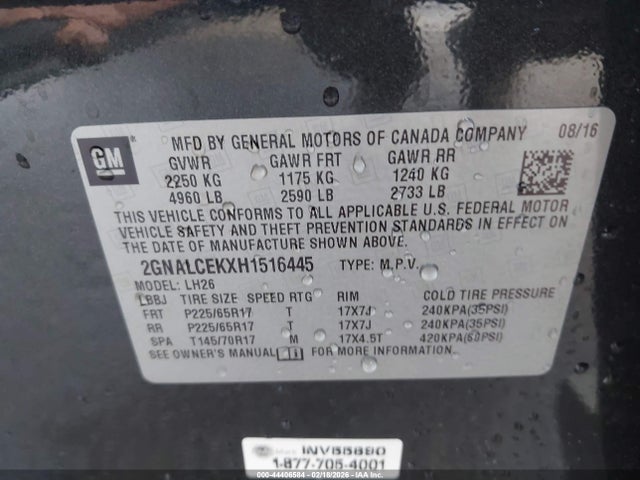 GM
MFD BY GENERAL MOTORS OF CANADA COMPANY 08/16
GVWR GAWR FRT GAWR RR
2250 KG 1175 KG 1240 KG
4960 LB 2590 LB 2733 LB
THIS VEHICLE CONFORMS TO ALL APPLICABLE U.S. FEDERAL MOTOR
VEHICLE SAFETY AND THEFT PREVENTION STANDARDS IN EFFECT ON
THE DATE OF MANUFACTURE SHOWN ABOVE.
2GNALCEKXH1516445 TYPE: M.P.V.
MODEL: LH26
LBBJ TIRE SIZE SPEED RTG RIM COLD TIRE PRESSURE
FRT P225/65R17 T 17X7J 240KPA(35PSI)
RR P225/65R17 T 17X7J 240KPA(35PSI)
SPA T145/70R17 M 17X4.5T 420KPA(60PSI)
SEE OWNER'S MANUAL FOR MORE INFORMATION.
1-877-705-4001
44406584 - 02/18/2026 - IAAI.COM